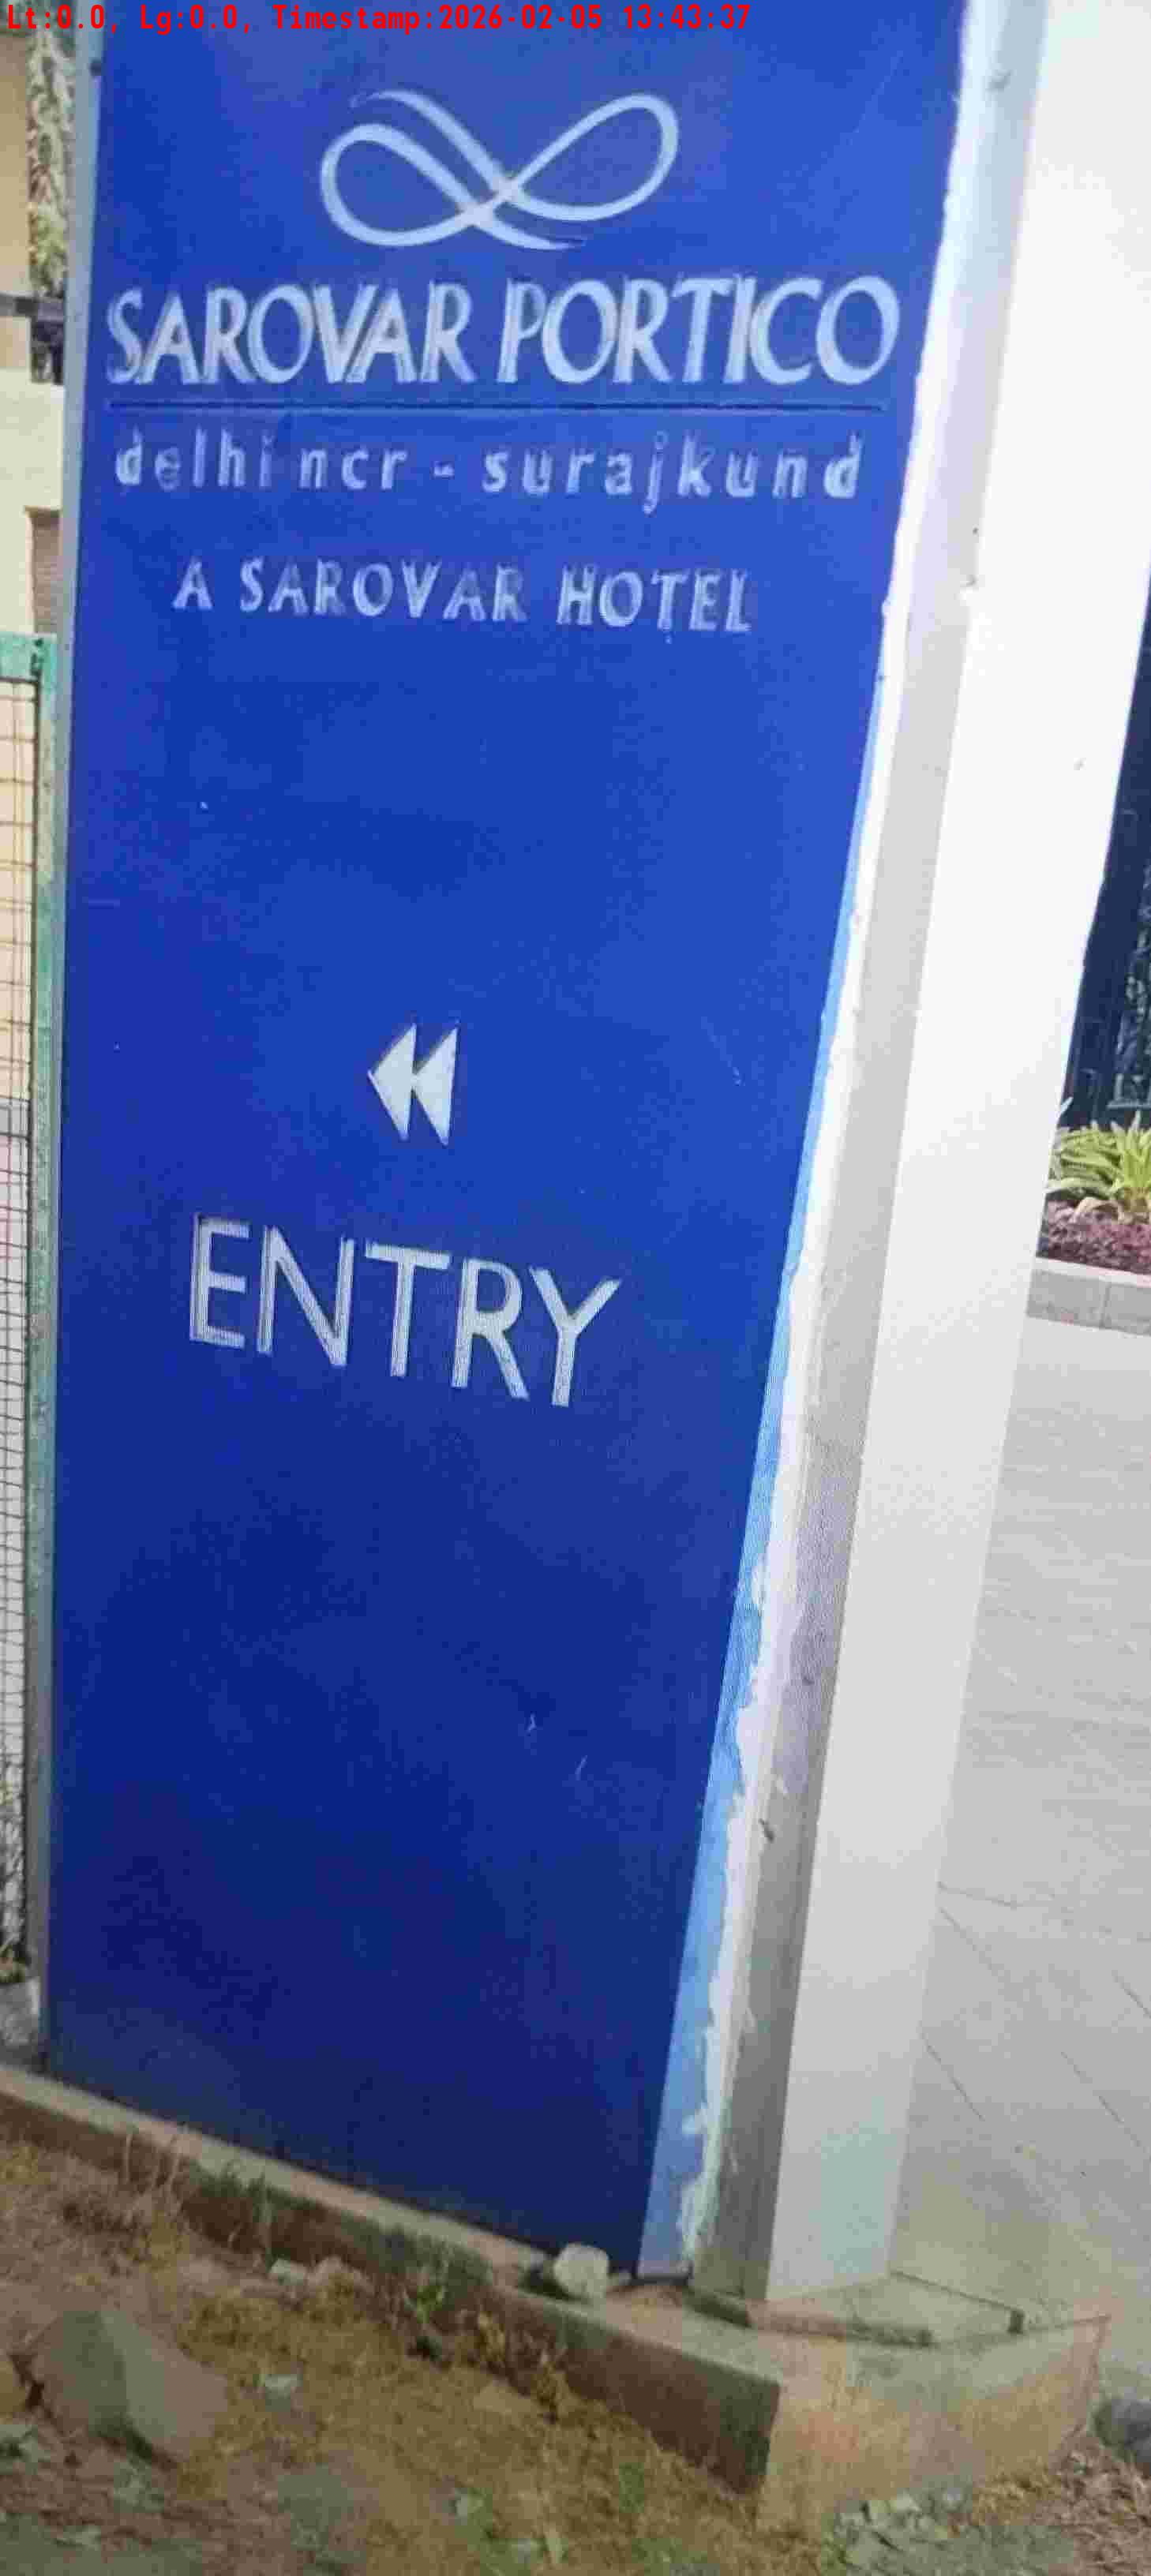 Lt:0.0, Lg:0.0, Timestamp:2026-02-05 13:43:37
SAROVAR PORTICO
delhi ncr - surajkund
A SAROVAR HOTEL
ENTRY